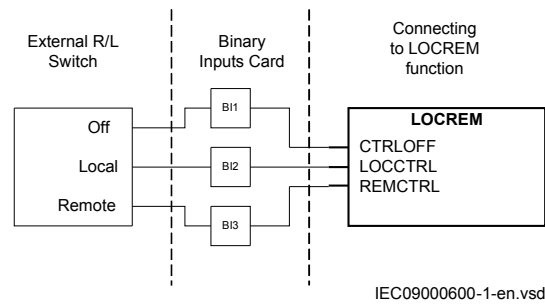 External R/L
Switch
Binary
Inputs Card
Connecting
to LOCREM
function
Off
Local
Remote
BI1
BI2
BI3
LOCREM
CTRLOFF
LOCCTRL
REMCTRL
IEC09000600-1-en.vsd